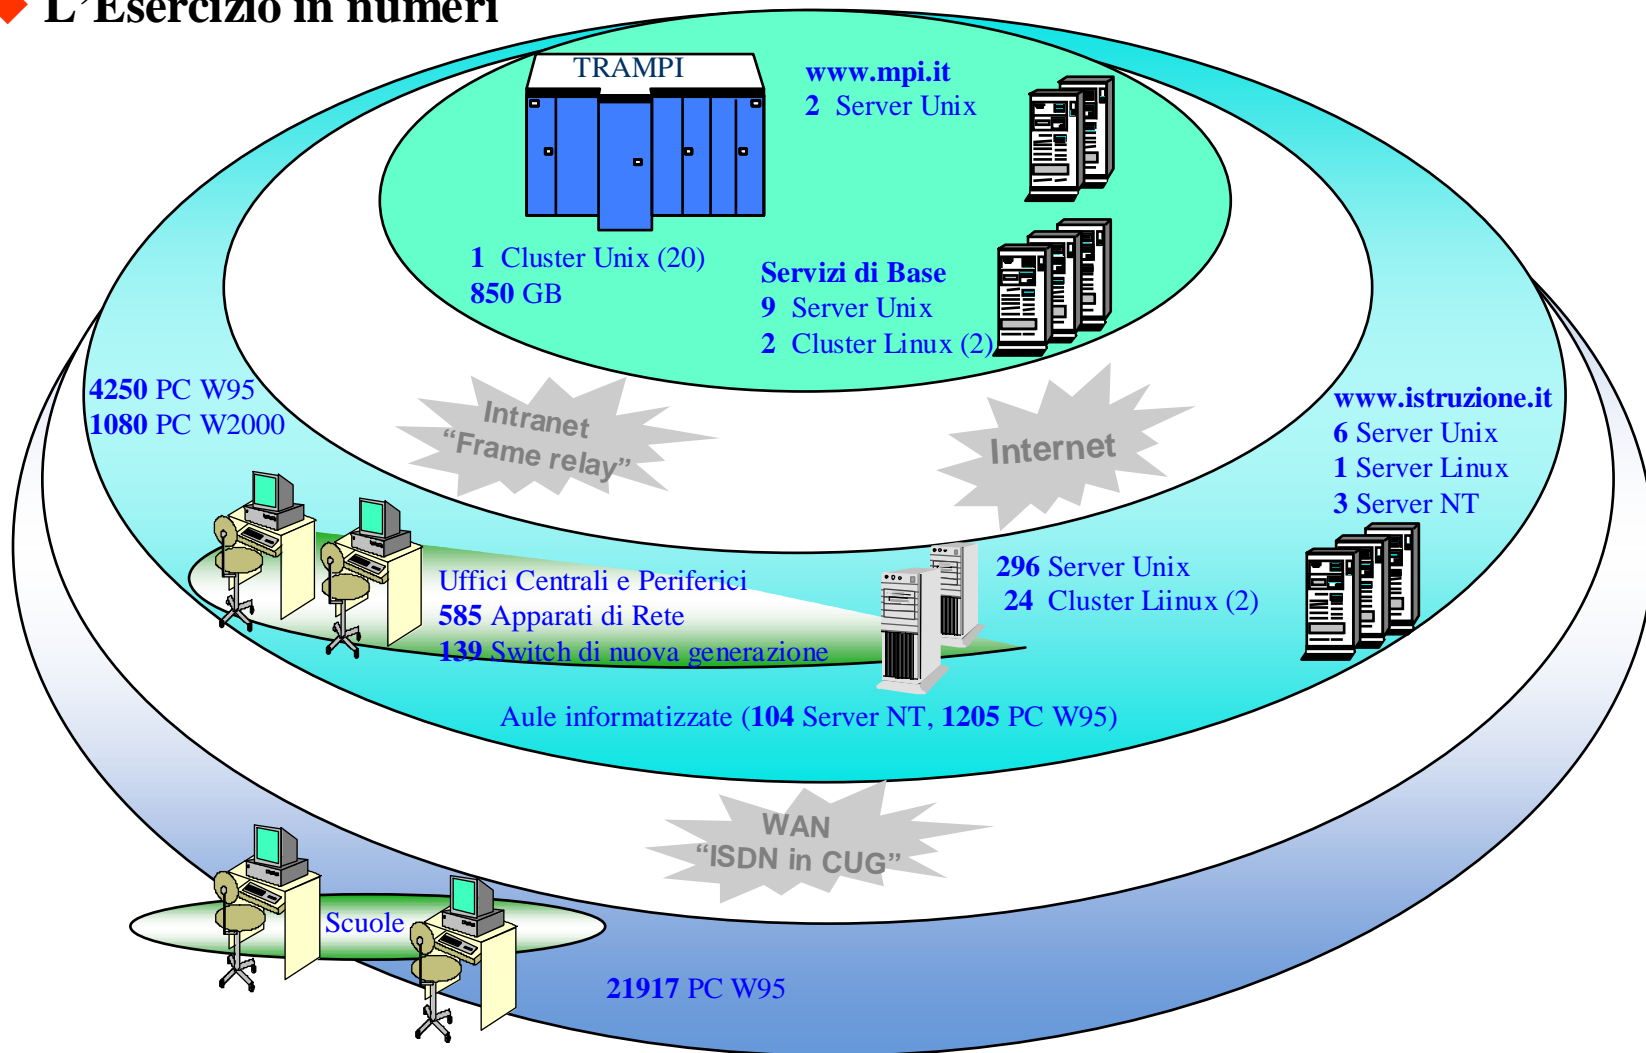 L’Esercizio in numeri
TRAMPI
www.mpi.it
2 Server Unix
1 Cluster Unix (20)
850 GB
Servizi di Base
9 Server Unix
2 Cluster Linux (2)
4250 PC W95
1080 PC W2000
Intranet
“Frame relay”
Internet
www.istruzione.it
6 Server Unix
1 Server Linux
3 Server NT
Uffici Centrali e Periferici
585 Apparati di Rete
139 Switch di nuova generazione
296 Server Unix
24 Cluster Liinux (2)
Aule informatizzate (104 Server NT, 1205 PC W95)
WAN
“ISDN in CUG”
Scuole
21917 PC W95